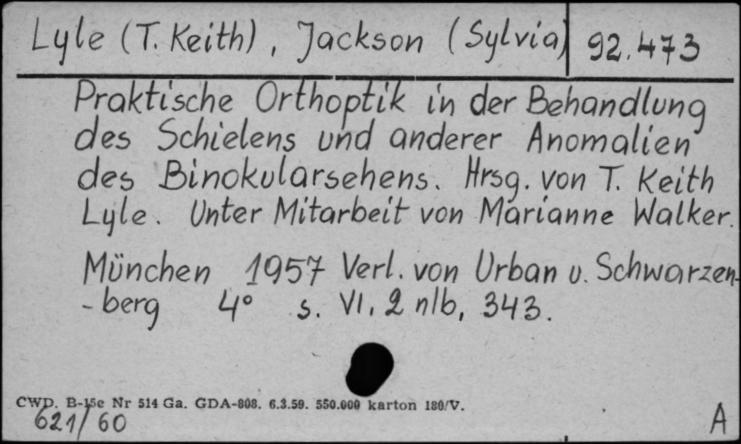 Lyle (T. Keith), Jackson (Sylvia) 92.473
Praktische Orthoptik in der Behandlung
des Schielens und anderer Anomalien
des Binokularsehens. Hrsg. von T. Keith
Lyle. Unter Mitarbeit von Marianne Walker.
München 1957 Verl. von Urban u. Schwarzen-
-berg 4° s. VI, 2 nlb, 343.
CWD. B-15c Nr 514 Ga. GDA-808. 6.3.59. 550.000 karton 180/V.
621/60 A